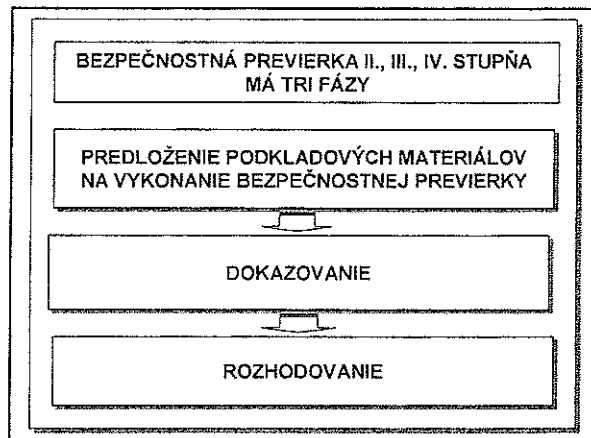 BEZPEČNOSTNÁ PREVIERKA II., III., IV. STUPŇA
MÁ TRI FÁZY
PREDLOŽENIE PODKLADOVÝCH MATERIÁLOV
NA VYKONANIE BEZPEČNOSTNEJ PREVIERKY
DOKAZOVANIE
ROZHODOVANIE